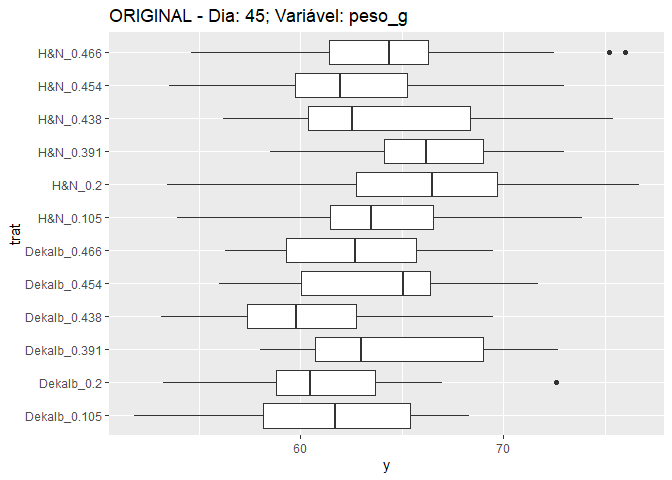 ORIGINAL - Dia: 45; Variável: peso_g
trat
H&N_0.466
H&N_0.454
H&N_0.438
H&N_0.391
H&N_0.2
H&N_0.105
Dekalb_0.466
Dekalb_0.454
Dekalb_0.438
Dekalb_0.391
Dekalb_0.2
Dekalb_0.105
60
70
y